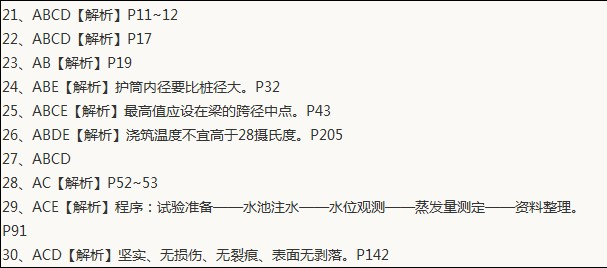 21、ABCD【解析】P11~12
22、ABCD【解析】P17
23、AB【解析】P19
24、ABE【解析】护筒内径要比桩径大。P32
25、ABCE【解析】最高值应设在梁的跨径中点。P43
26、ABDE【解析】浇筑温度不宜高于28摄氏度。P205
27、ABCD
28、AC【解析】P52~53
29、ACE【解析】程序：试验准备——水池注水——水位观测——蒸发量测定——资料整理。
P91
30、ACD【解析】坚实、无损伤、无裂痕、表面无剥落。P142